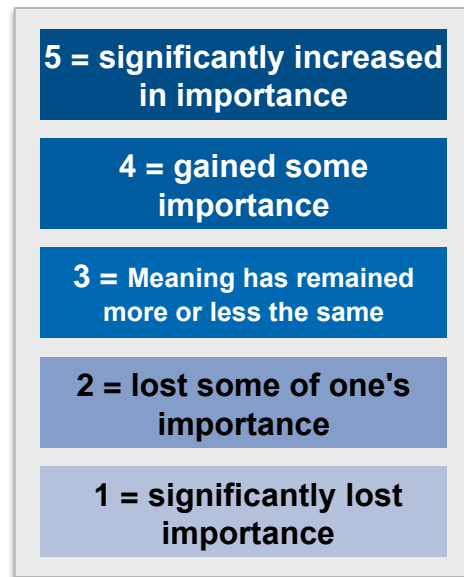 5 = significantly increased
in importance
4 = gained some
importance
3 = Meaning has remained
more or less the same
2 = lost some of one's
importance
1 = significantly lost
importance